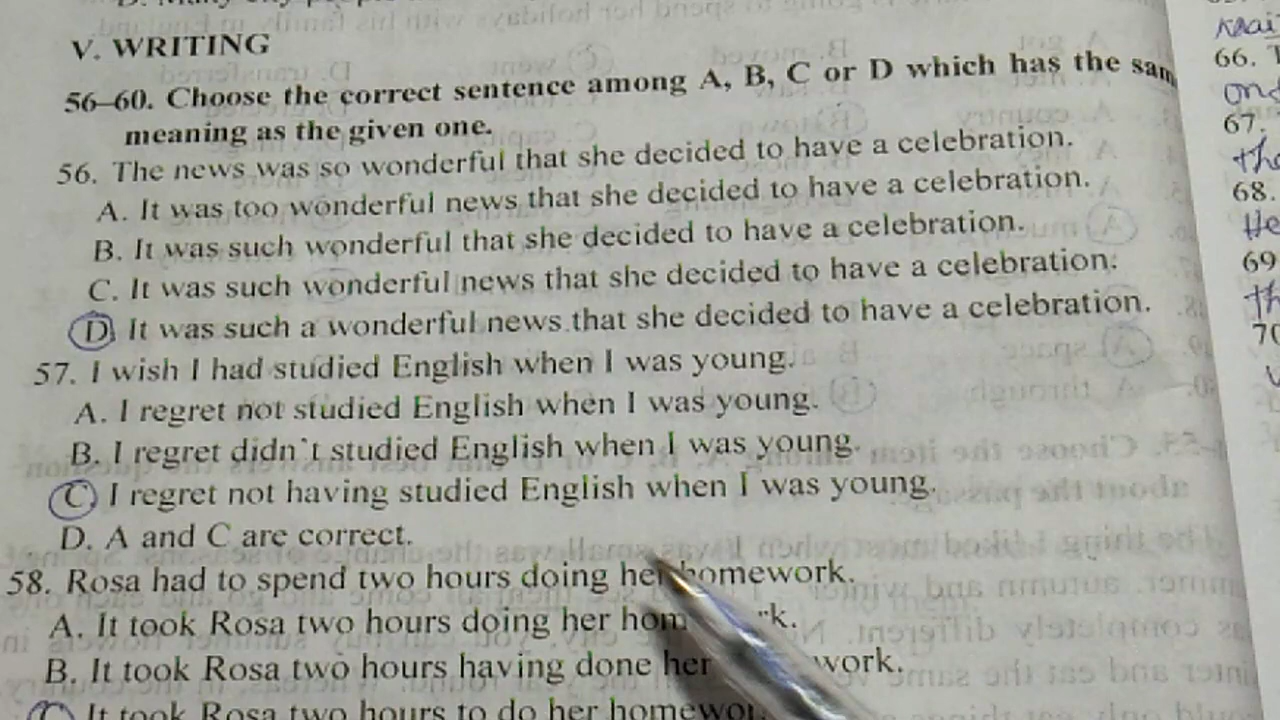 V. WRITING
56–60. Choose the correct sentence among A, B, C or D which has the sam
meaning as the given one.
56. The news was so wonderful that she decided to have a celebration.
A. It was too wonderful news that she decided to have a celebration.
B. It was such wonderful that she decided to have a celebration.
C. It was such wonderful news that she decided to have a celebration.
D. It was such a wonderful news that she decided to have a celebration.
57. I wish I had studied English when I was young.
A. I regret not studied English when I was young.
B. I regret didn`t studied English when I was young.
C. I regret not having studied English when I was young.
D. A and C are correct.
58. Rosa had to spend two hours doing her homework.
A. It took Rosa two hours doing her hom rk.
B. It took Rosa two hours having done her work.
C. It took Rosa two hours to do her homewor
66.
67.
68.
He
69
70